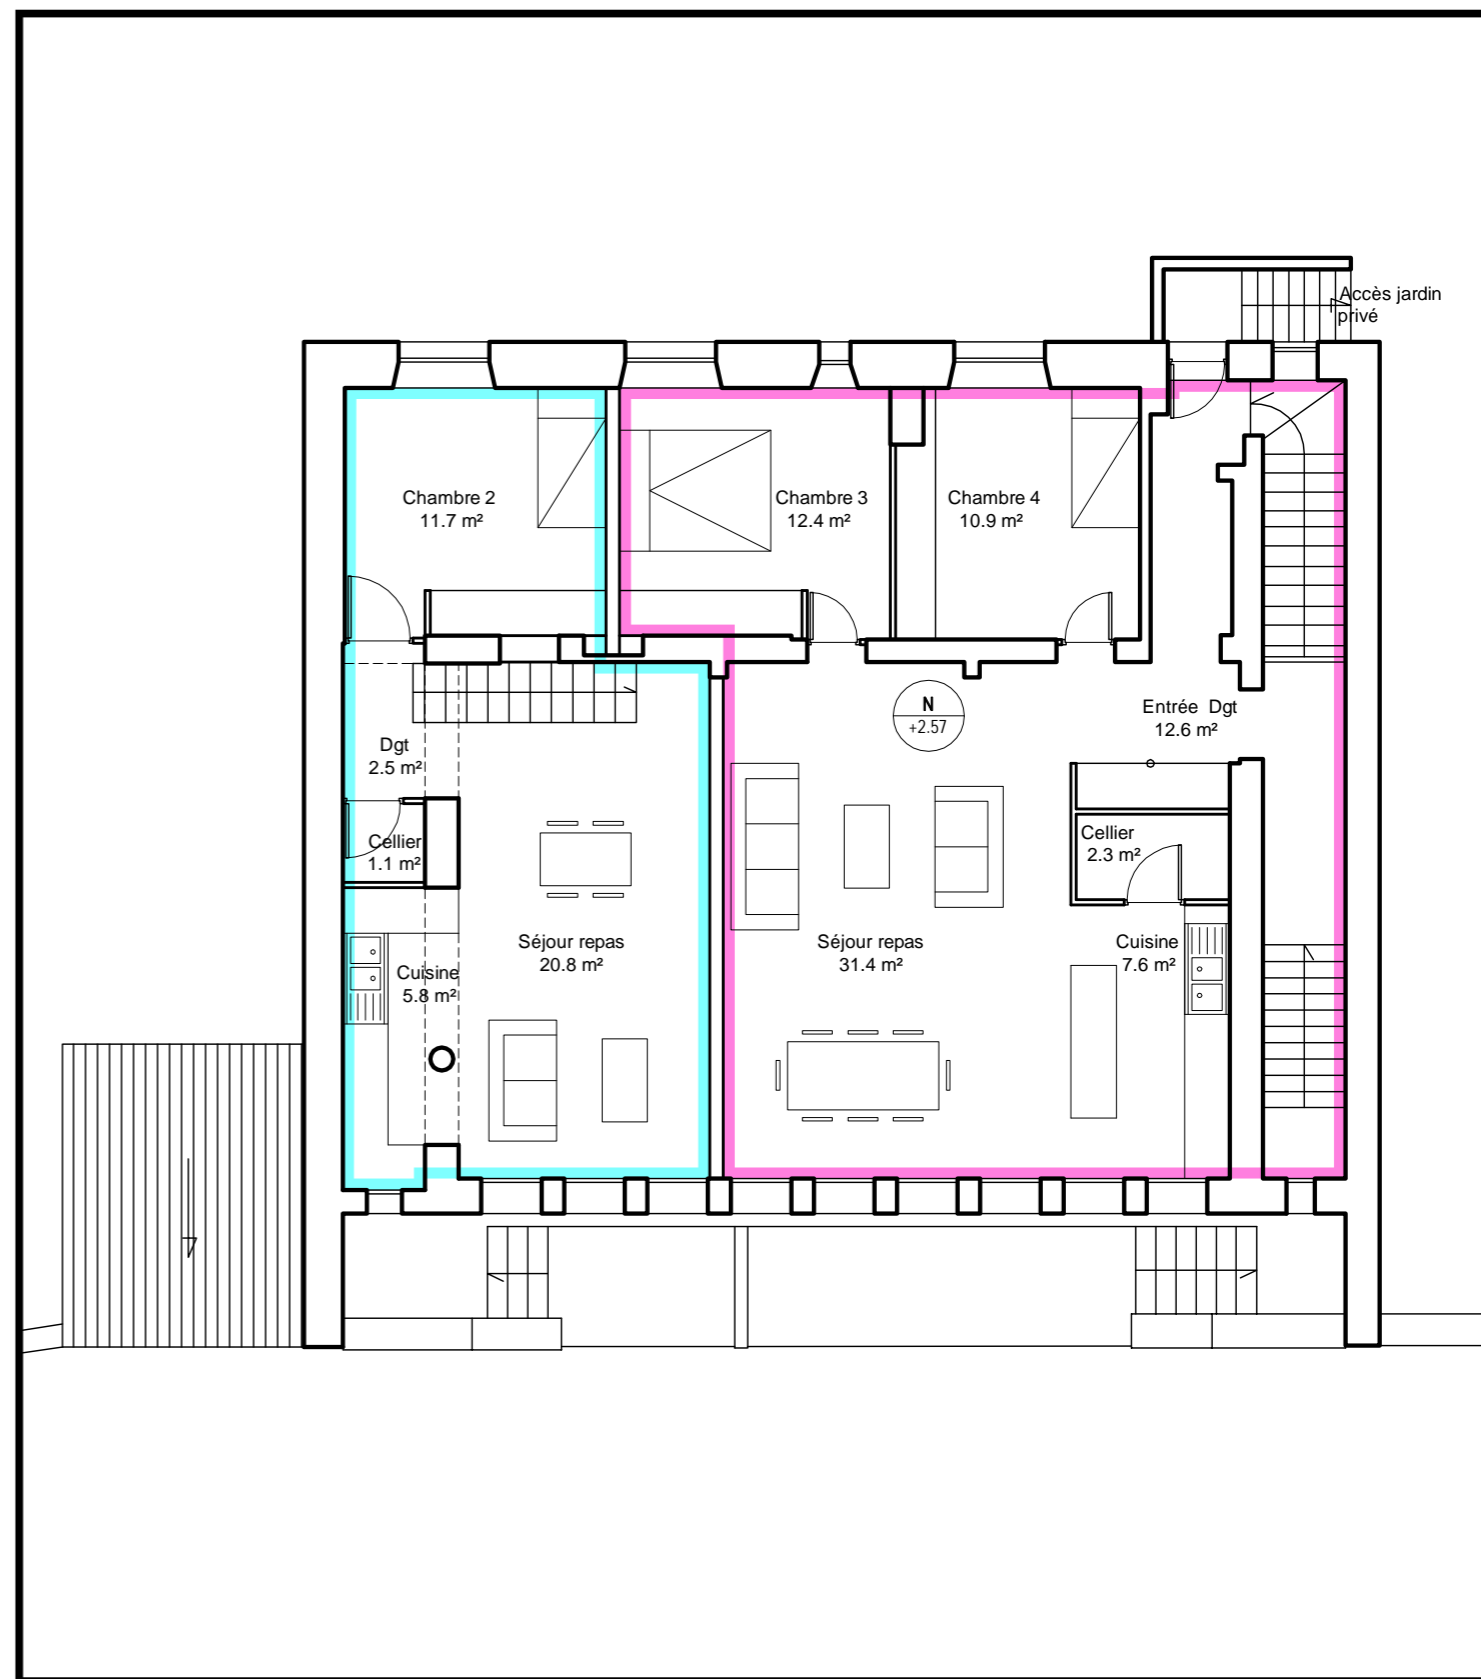 Accès jardin
privé
Chambre 2
11.7 m²
Chambre 3
12.4 m²
Chambre 4
10.9 m²
N
+2.57
Entrée Dgt
12.6 m²
Dgt
2.5 m²
Cellier
1.1 m²
Cellier
2.3 m²
Séjour repas
20.8 m²
Séjour repas
31.4 m²
Cuisine
7.6 m²
Cuisine
5.8 m²